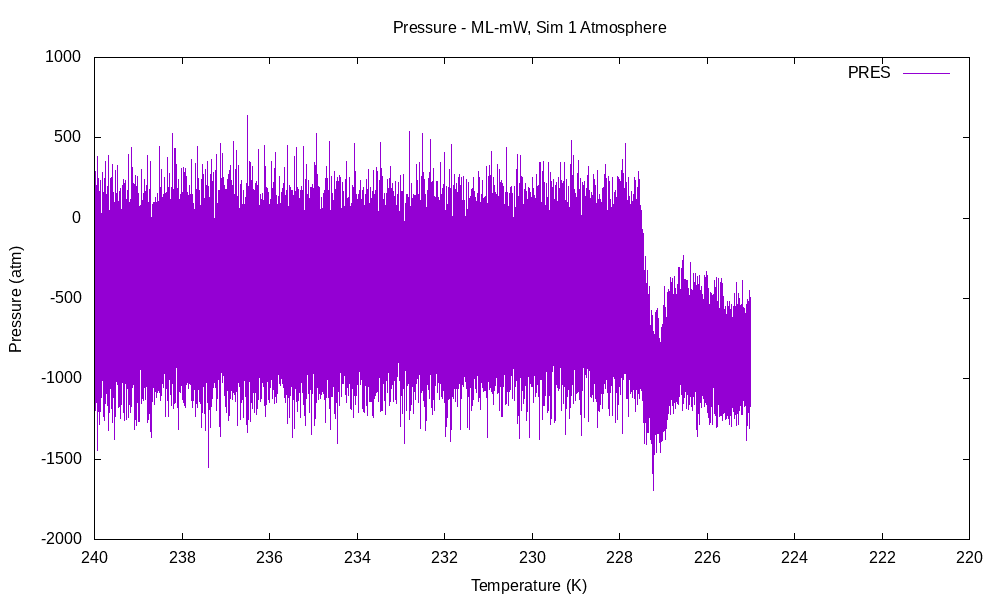 Pressure - ML-mW, Sim 1 Atmosphere
PRES
1000
500
0
-500
-1000
-1500
-2000
Pressure (atm)
240 238 236 234 232 230 228 226 224 222 220
Temperature (K)